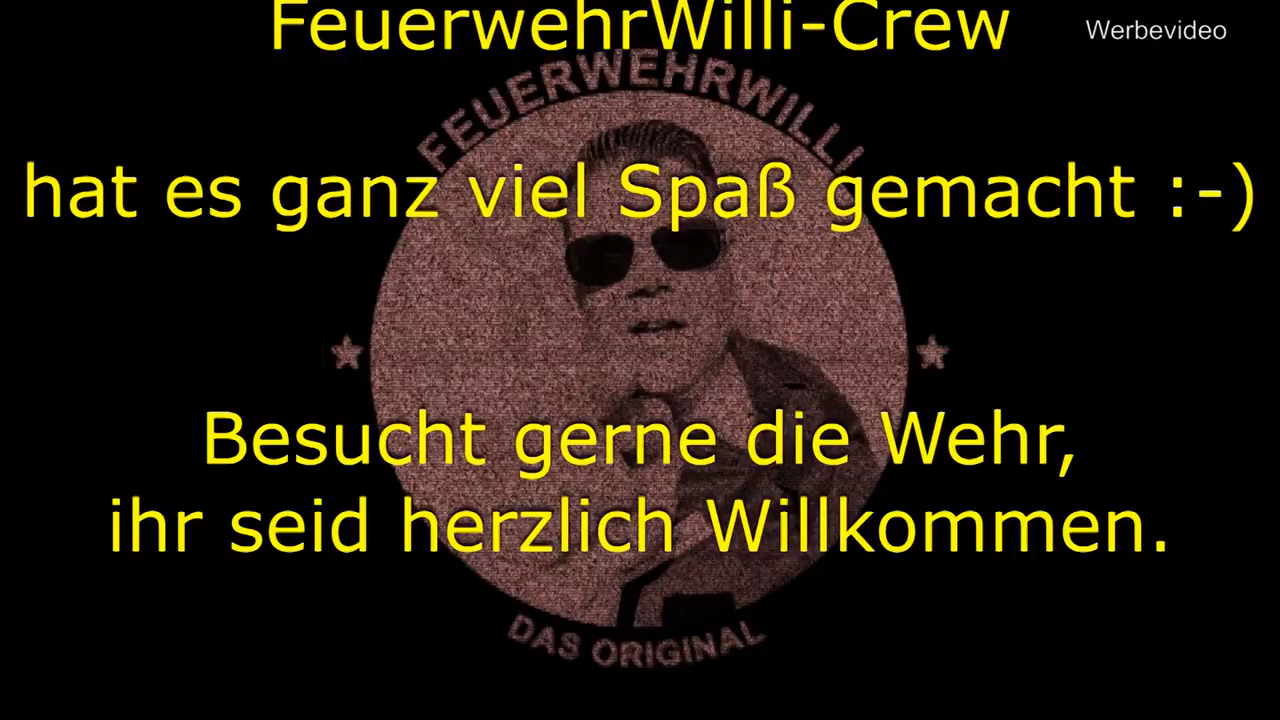 FeuerwehrWilli-Crew
Werbevideo
FEUERWEHRWILLI
hat es ganz viel Spaß gemacht :-)
Besucht gerne die Wehr,
ihr seid herzlich Willkommen.
DAS ORIGINAL